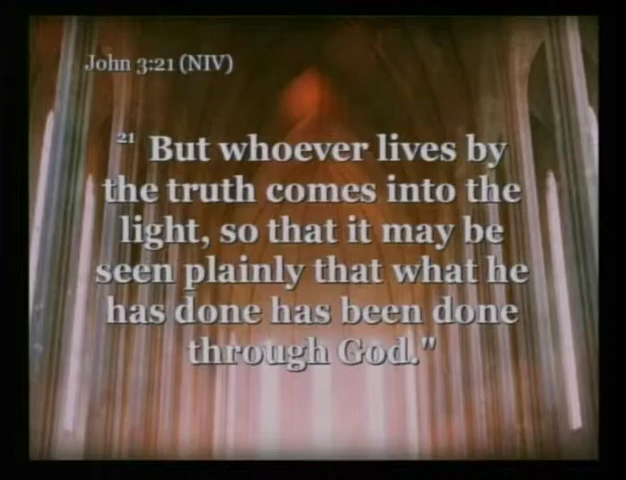 John 3:21 (NIV)
21 But whoever lives by
the truth comes into the
light, so that it may be
seen plainly that what he
has done has been done
through God."